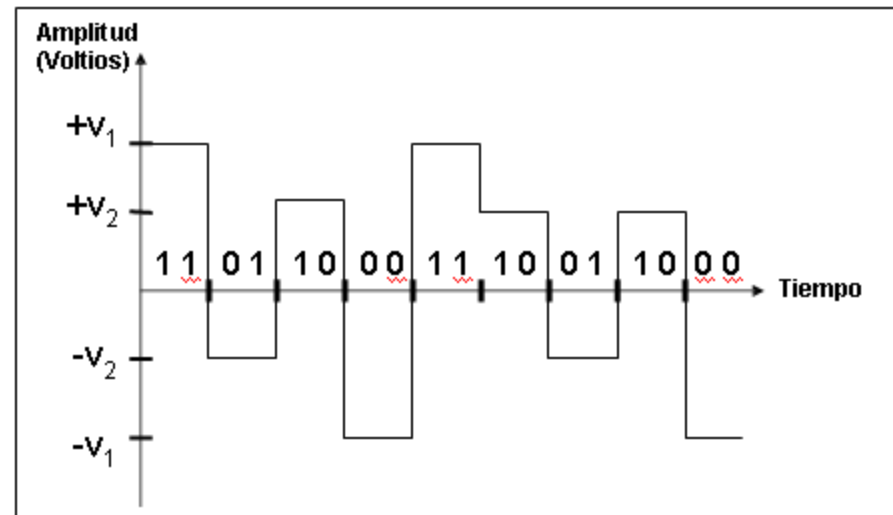 Amplitud
(Voltios)
+v₁
+v₂
1 1 0 1 1 0 0 0 1 1 1 0 0 1 1 0 0 0
Tiempo
-v₂
-v₁